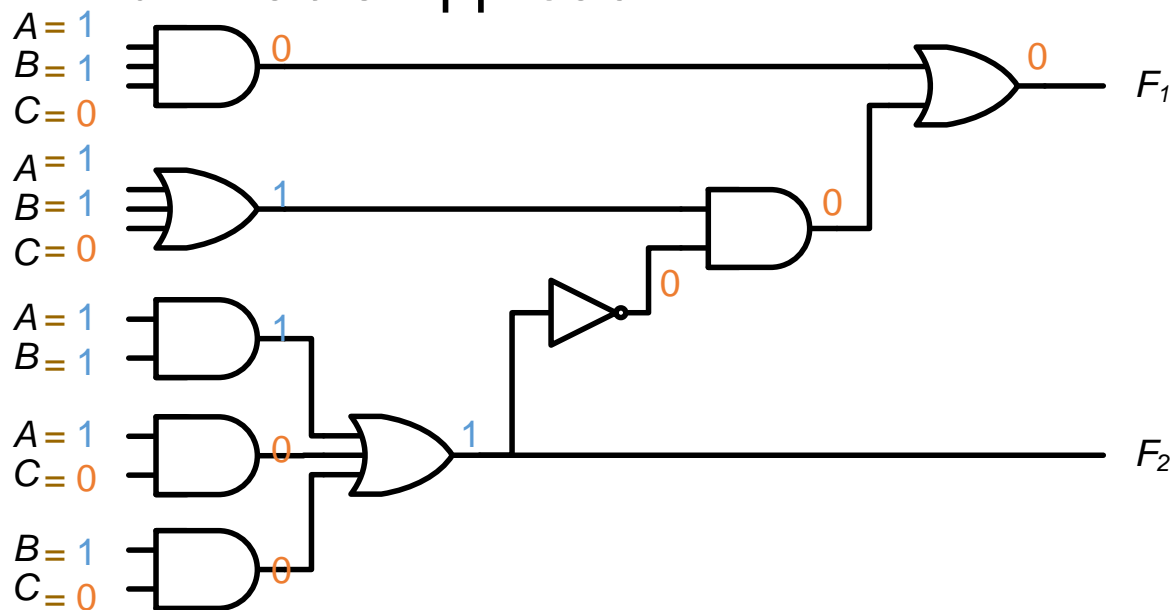 A = 1
0
0
B = 1
F1
C = 0
A = 1
B = 1
1
0
C = 0
0
A = 1
1
B = 1
A = 1
1
0
F2
C = 0
B = 1
0
C = 0